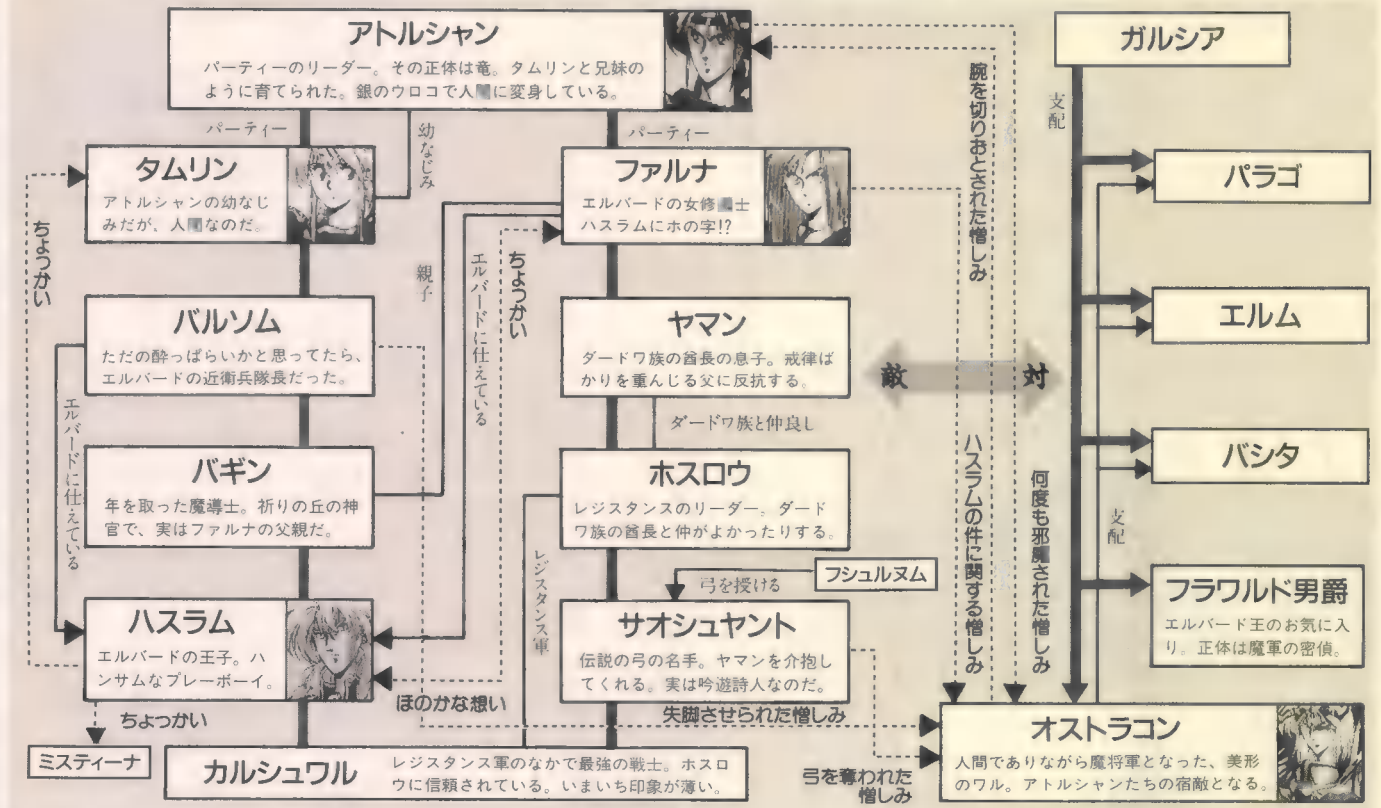 アトルシャン
パーティーのリーダー。その正体は竜。タムリンと兄妹の
ように育てられた。銀のウロコで人間に変身している。
パーティー
幼なじみ
パーティー
タムリン
アトルシャンの幼なじ
みだが、人間なのだ。
ファルナ
エルバードの女修道士
ハスラムにホの字!?
ちょっかい
親子
エルバードに仕えている
ちょっかい
バルソム
ただの酔っぱらいかと思ってたら、
エルバードの近衛兵隊長だった。
ヤマン
ダードワ族の酋長の息子。戒律ば
かりを重んじる父に反抗する。
エルバードに仕えている
ダードワ族と仲良し
バギン
年を取った魔導士。祈りの丘の神
官で、実はファルナの父親だ。
ホスロウ
レジスタンスのリーダー。ダード
ワ族の酋長と仲がよかったりする。
レジスタンス軍
弓を授ける
フシュルヌム
ハスラム
エルバードの王子。ハ
ンサムなプレーボーイ。
サオシュヤント
伝説の弓の名手。ヤマンを介抱し
てくれる。実は吟遊詩人なのだ。
ほのかな想い
ちょっかい
失脚させられた憎しみ
ミスティーナ
カルシュワル
レジスタンス軍のなかで最強の戦士。ホスロ
ウに信頼されている。いまいち印象が薄い。
弓を奪われた
憎しみ
腕を切りおとされた憎しみ
敵 対
ハスラムの件に関する憎しみ
何度も邪魔された憎しみ
ガルシア
支配
パラゴ
エルム
バシタ
支配
フラワルド男爵
エルバード王のお気に入
り。正体は魔軍の密偵。
オストラコン
人間でありながら魔将軍となった、美形
のワル。アトルシャンたちの宿敵となる。